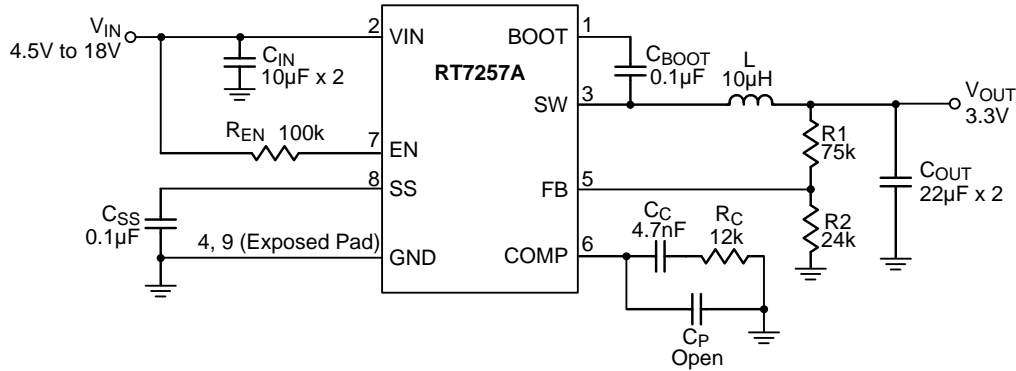 VIN
4.5V to 18V
CIN
10µF x 2
REN 100k
CSS
0.1µF
4, 9 (Exposed Pad)
2
7
8
VIN
EN
SS
GND
RT7257A
BOOT
SW
FB
COMP
1
3
5
6
CBOOT
0.1µF
L
10µH
VOUT
3.3V
R1
75k
COUT
22µF x 2
R2
24k
CC
4.7nF
RC
12k
CP
Open